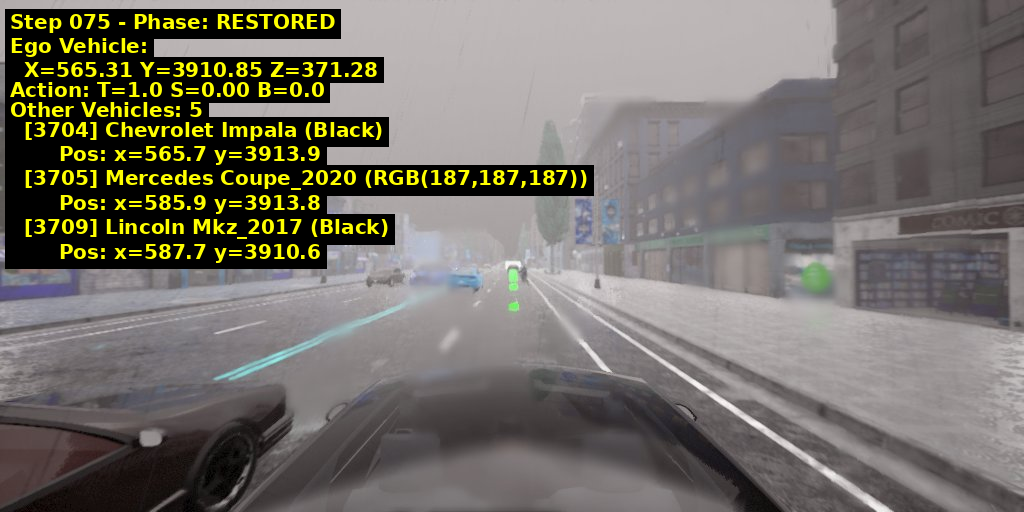 Step 075 - Phase: RESTORED
Ego Vehicle:
X=565.31 Y=3910.85 Z=371.28
Action: T=1.0 S=0.00 B=0.0
Other Vehicles: 5
[3704] Chevrolet Impala (Black)
Pos: x=565.7 y=3913.9
[3705] Mercedes Coupe_2020 (RGB(187,187,187))
Pos: x=585.9 y=3913.8
[3709] Lincoln Mkz_2017 (Black)
Pos: x=587.7 y=3910.6
COMIC